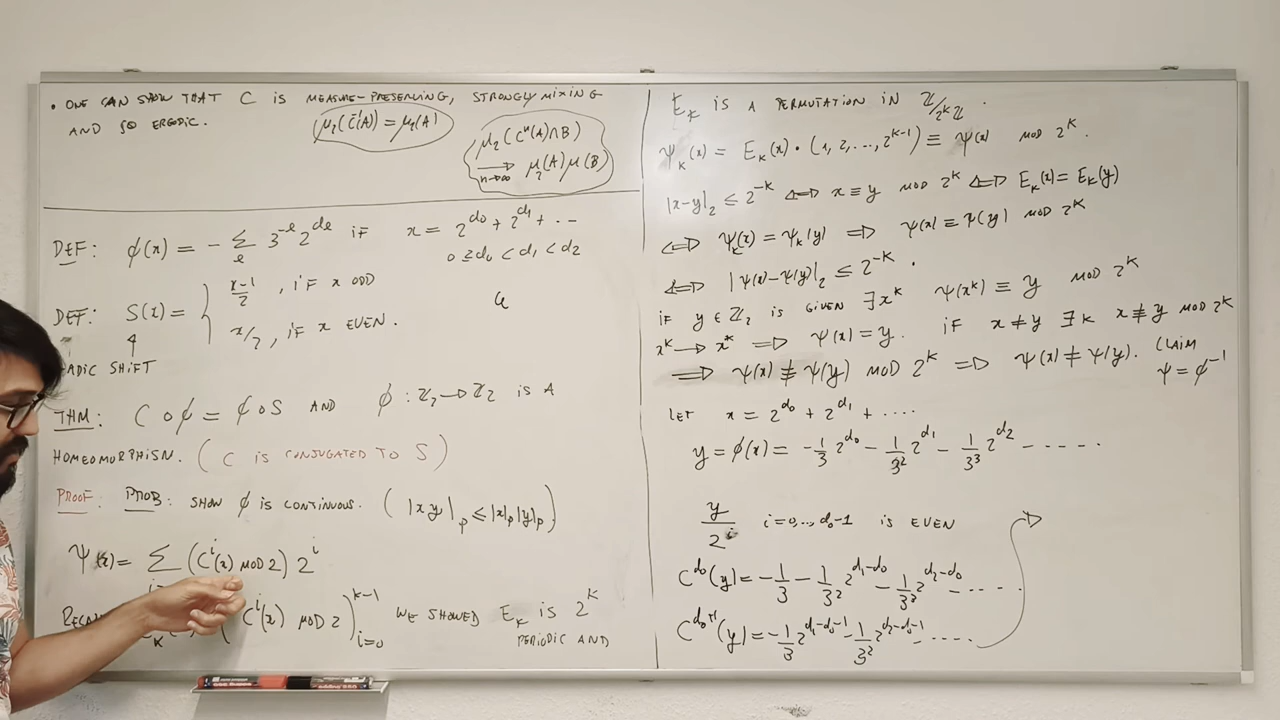 • ONE CAN SHOW THAT C IS MEASURE-PRESERVING, STRONGLY MIXING
AND SO ERGODIC.
μ₂(C⁻¹(A)) = μ₂(A)
μ₂(Cⁿ(A)∩B)
⟶ n→∞ μ₂(A)μ(B)
DEF: ϕ(x) = - Σ_ℓ 3^{-ℓ} 2^{dℓ} IF x = 2^{d₀} + 2^{d₁} + ...
0 ≥ d₀ < d₁ < d₂
DEF: S(x) = { (x-1)/2, IF x ODD
x/2, IF x EVEN.
ADIC SHIFT
THM: C∘ϕ = ϕ∘S AND ϕ: ℤ₂→ℤ₂ IS A
HOMEOMORPHISM. (C IS CONJUGATED TO S)
PROOF: PROB: SHOW ϕ IS CONTINUOUS. (|xy|_p ≤ |x|_p|y|_p)
Ψ(x) = Σ (Cⁱ(x) MOD 2) 2ⁱ
Cⁱ(x) MOD 2)_{i=0}^{k-1} WE SHOWED E_K IS 2^K
PERIODIC AND
E_K IS A PERMUTATION IN ℤ/2^kℤ.
Ψ_K(x) = E_K(x)·(1, 2, ..., 2^{K-1}) ≡ Ψ(x) MOD 2^K.
|x-y|₂ ≤ 2^{-K} ⟺ x ≡ y MOD 2^K ⟺ E_K(x) = E_K(y)
⟺ Ψ_K(x) = Ψ_K(y) ⟹ Ψ(x) ≡ Ψ(y) MOD 2^K
⟺ |Ψ(x)-Ψ(y)|₂ ≤ 2^{-K}.
IF y ∈ ℤ₂ IS GIVEN ∃x^K Ψ(x^K) ≡ y MOD 2^K
x^K → x^* ⟹ Ψ(x) = y. IF x ≠ y ∃K x ≢ y MOD 2^K
⟹ Ψ(x) ≢ Ψ(y) MOD 2^K ⟹ Ψ(x) ≠ Ψ(y). CLAIM
Ψ = ϕ⁻¹
LET x = 2^{d₀} + 2^{d₁} + ....
y = ϕ(x) = -1/3 2^{d₀} - 1/3² 2^{d₁} - 1/3³ 2^{d₂} - ....
y/2ⁱ i=0,..,d₀-1 IS EVEN
C^{d₀}(y) = -1/3 - 1/3² 2^{d₁-d₀} - 1/3³ 2^{d₂-d₀} - ....
C^{d₀+1}(y) = -1/3 2^{d₁-d₀-1} - 1/3² 2^{d₂-d₀-1} - ....